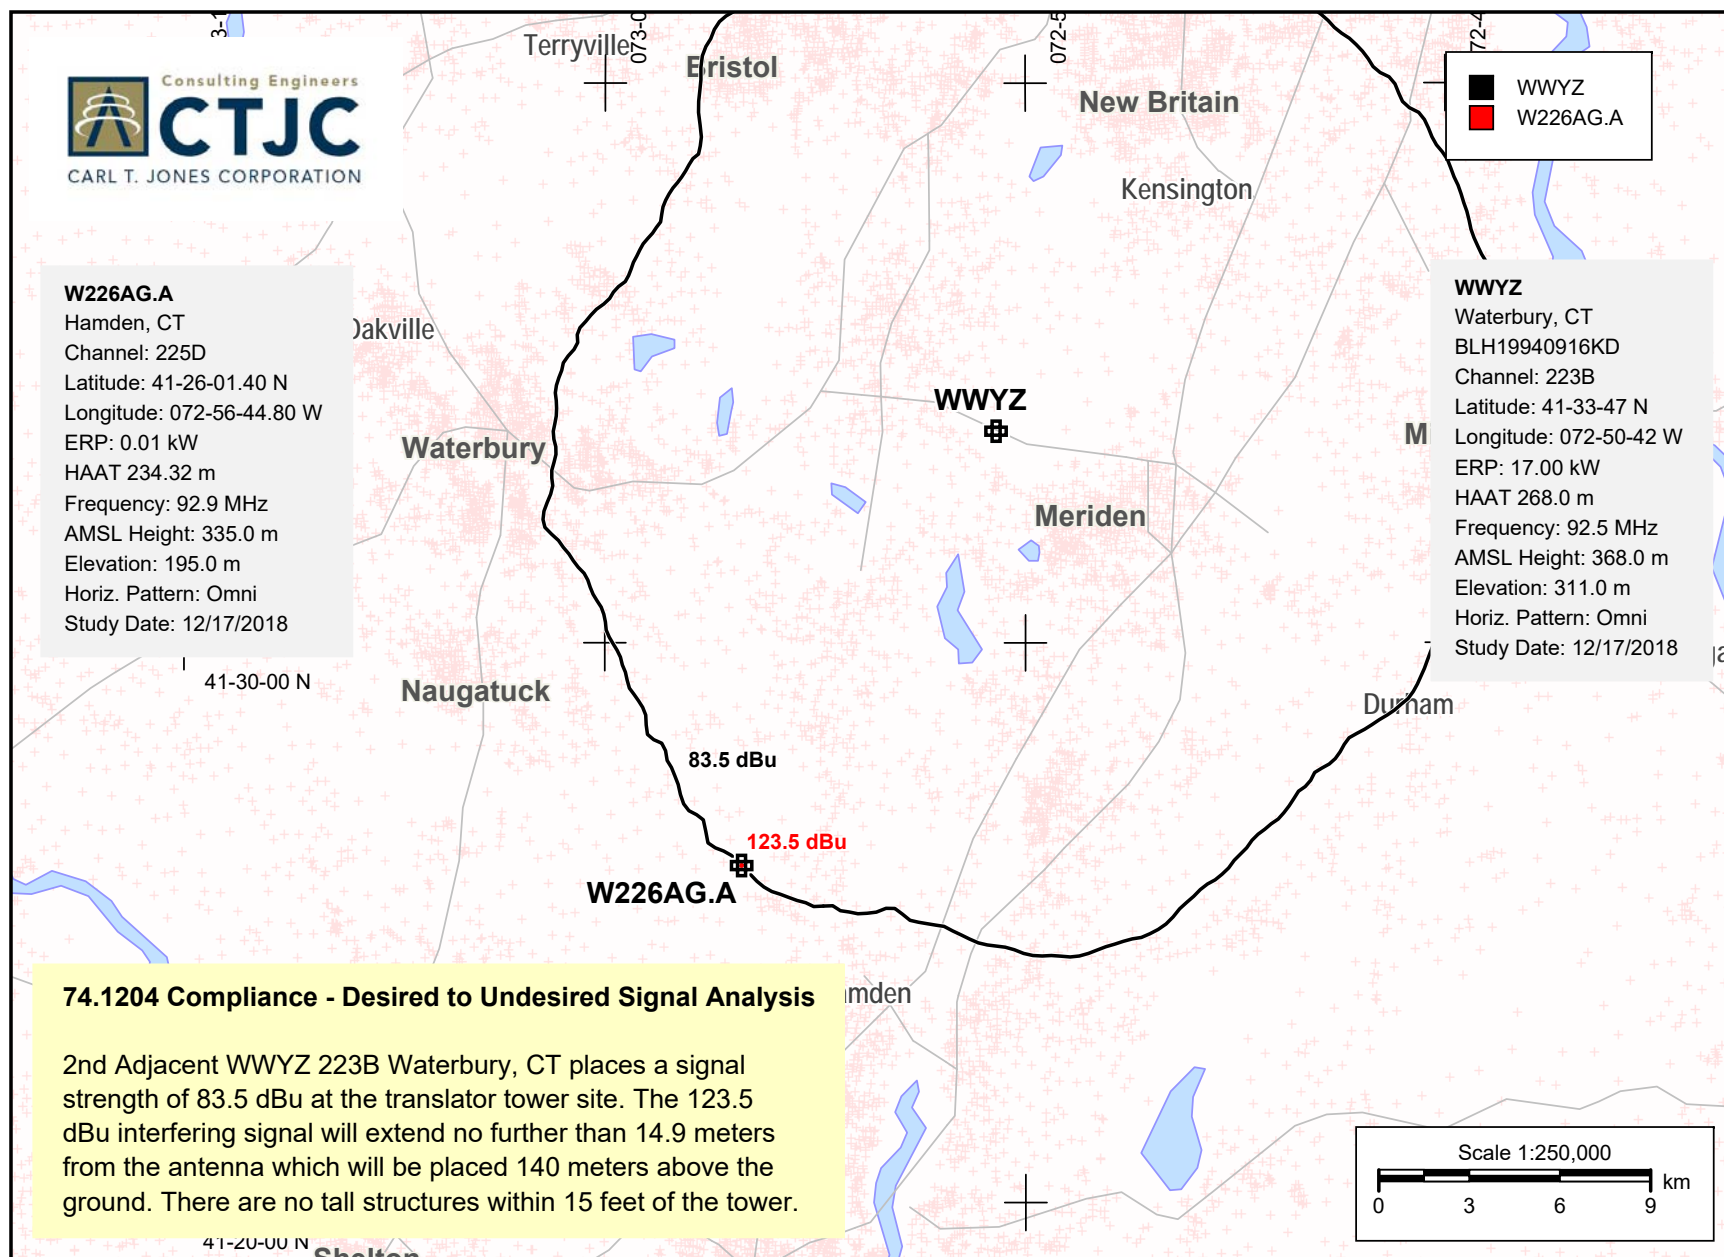 Terryville
Bristol
New Britain
Kensington
Consulting Engineers
CTJC
CARL T. JONES CORPORATION
WWYZ
W226AG.A
W226AG.A
Hamden, CT
Channel: 225D
Latitude: 41-26-01.40 N
Longitude: 072-56-44.80 W
ERP: 0.01 kW
HAAT 234.32 m
Frequency: 92.9 MHz
AMSL Height: 335.0 m
Elevation: 195.0 m
Horiz. Pattern: Omni
Study Date: 12/17/2018
WWYZ
Waterbury, CT
BLH19940916KD
Channel: 223B
Latitude: 41-33-47 N
Longitude: 072-50-42 W
ERP: 17.00 kW
HAAT 268.0 m
Frequency: 92.5 MHz
AMSL Height: 368.0 m
Elevation: 311.0 m
Horiz. Pattern: Omni
Study Date: 12/17/2018
Oakville
WWYZ
Waterbury
Meriden
41-30-00 N
Naugatuck
Durham
83.5 dBu
123.5 dBu
W226AG.A
74.1204 Compliance - Desired to Undesired Signal Analysis
2nd Adjacent WWYZ 223B Waterbury, CT places a signal
strength of 83.5 dBu at the translator tower site. The 123.5
dBu interfering signal will extend no further than 14.9 meters
from the antenna which will be placed 140 meters above the
ground. There are no tall structures within 15 feet of the tower.
mden
41-20-00 N
Shelton
Scale 1:250,000
0 3 6 9 km